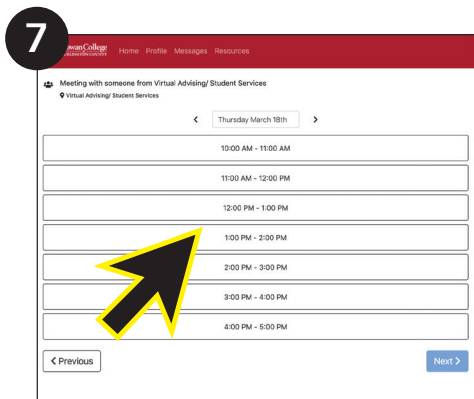 7
Home Profile Messages Resources
Meeting with someone from Virtual Advising/ Student Services
Virtual Advising/ Student Services
< Thursday March 18th >
10:00 AM - 11:00 AM
11:00 AM - 12:00 PM
12:00 PM - 1:00 PM
1:00 PM - 2:00 PM
2:00 PM - 3:00 PM
3:00 PM - 4:00 PM
4:00 PM - 5:00 PM
< Previous
Next >